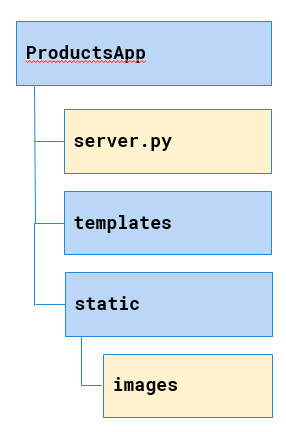 ProductsApp
server.py
templates
static
images